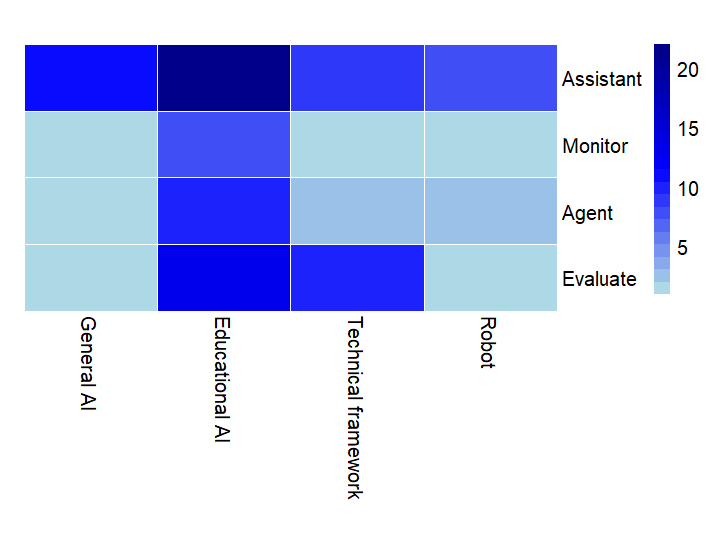 Assistant
Monitor
Agent
Evaluate
20
15
10
5
General AI
Educational AI
Technical framework
Robot